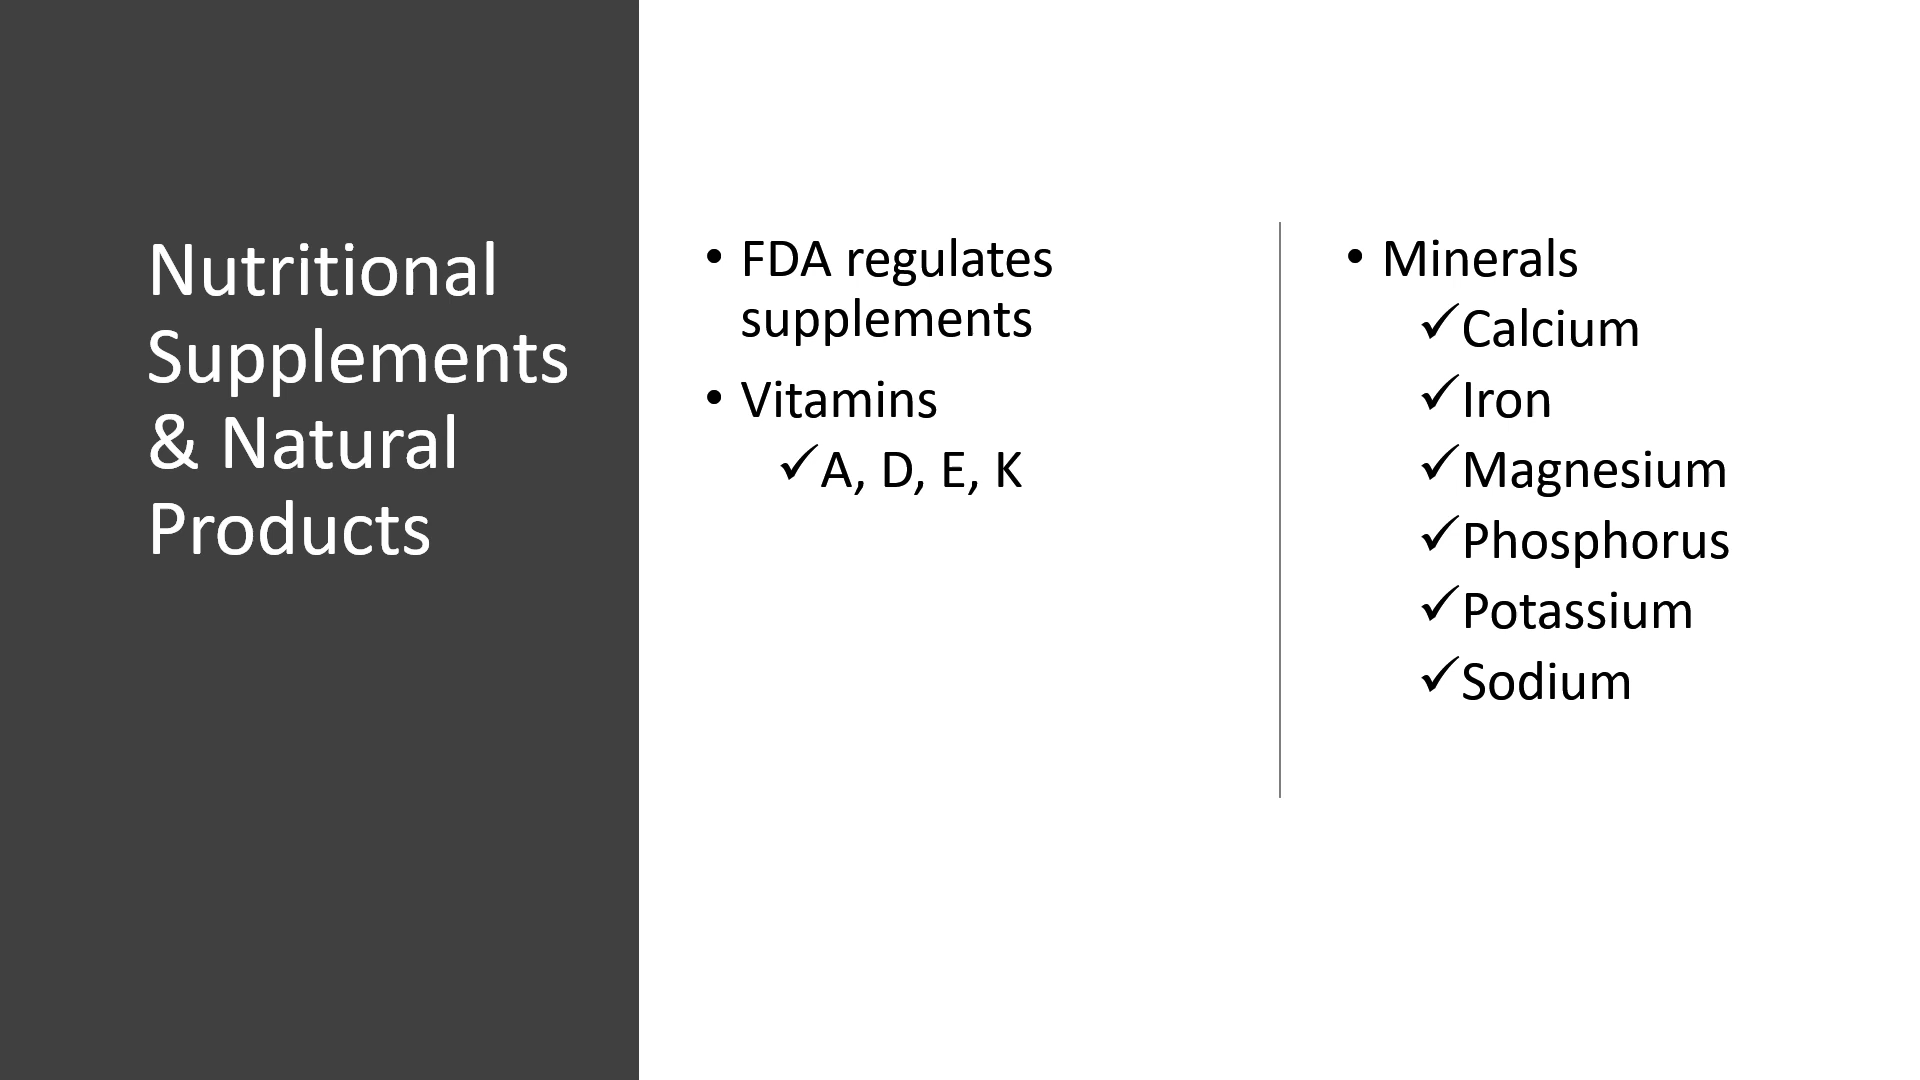 Nutritional
Supplements
& Natural
Products
• FDA regulates
supplements
• Vitamins
✓A, D, E, K
• Minerals
✓Calcium
✓Iron
✓Magnesium
✓Phosphorus
✓Potassium
✓Sodium